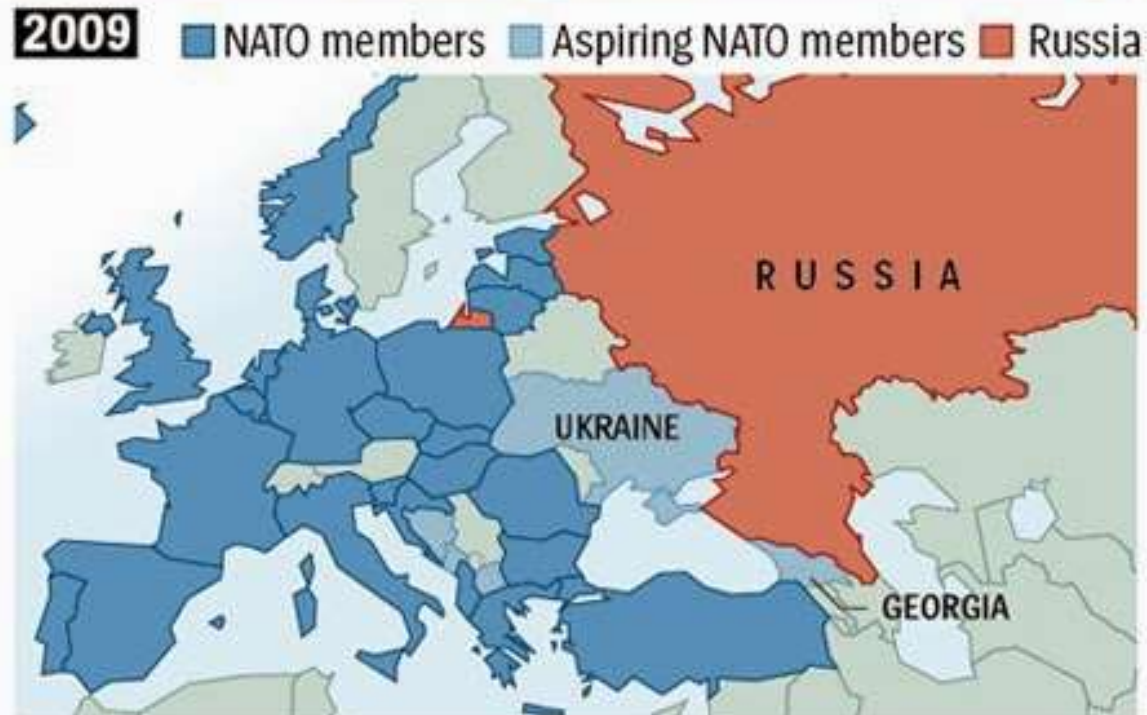 2009 NATO members Aspiring NATO members Russia
RUSSIA
UKRAINE
GEORGIA